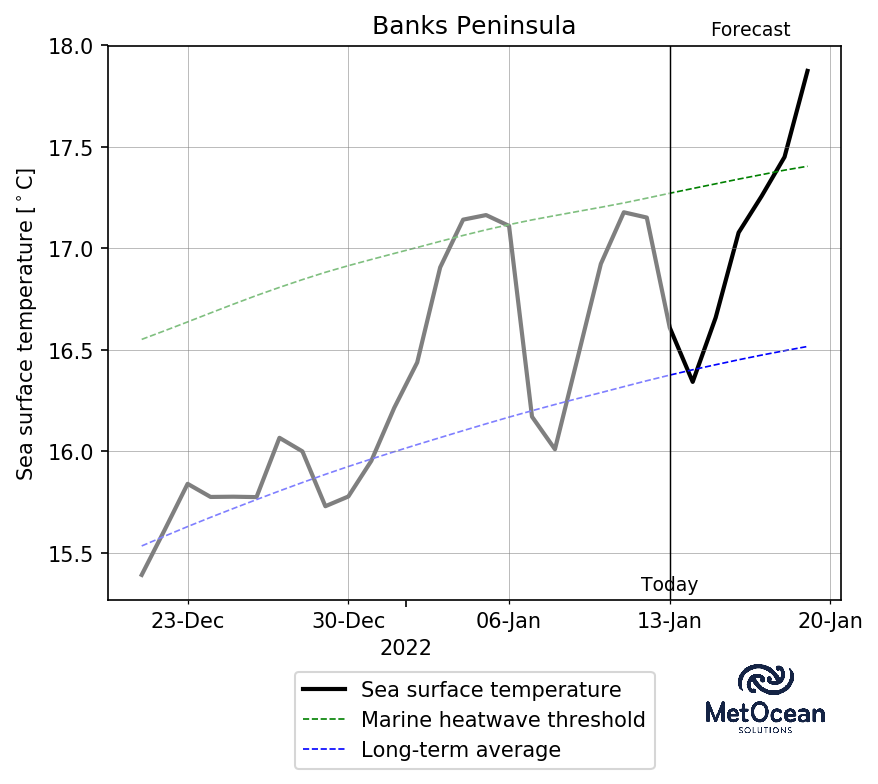 Banks Peninsula
Forecast
18.0
17.5
17.0
16.5
16.0
15.5
Sea surface temperature [°C]
Today
23-Dec 30-Dec 06-Jan 13-Jan 20-Jan
2022
Sea surface temperature
Marine heatwave threshold
Long-term average
MetOcean
SOLUTIONS